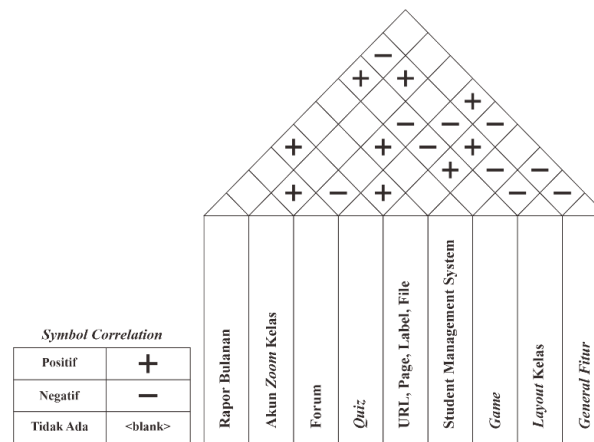 +
−
Rapor Bulanan
Akun Zoom Kelas
Forum
Quiz
URL, Page, Label, File
Student Management System
Game
Layout Kelas
General Fitur
Symbol Correlation
Positif +
Negatif −
Tidak Ada <blank>